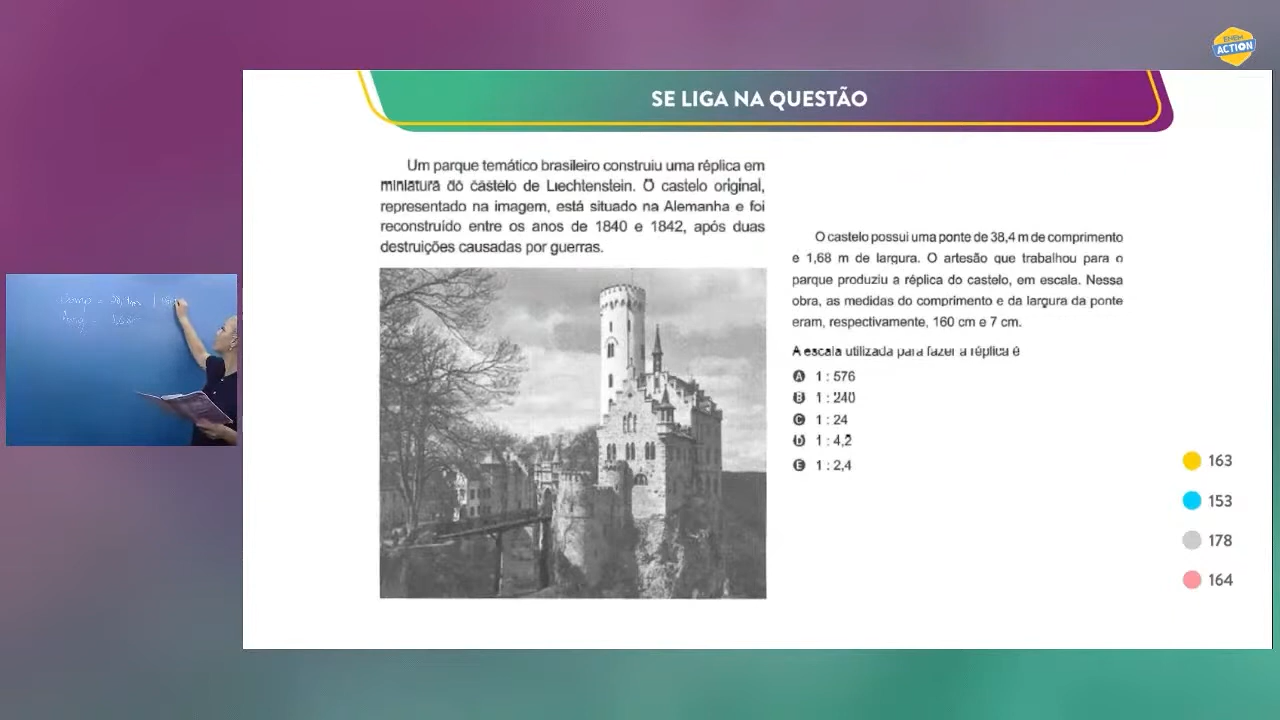 ENEM
ACTION
SE LIGA NA QUESTÃO
Um parque temático brasileiro construiu uma réplica em
miniatura do castelo de Liechtenstein. O castelo original,
representado na imagem, está situado na Alemanha e foi
reconstruído entre os anos de 1840 e 1842, após duas
destruições causadas por guerras.
O castelo possui uma ponte de 38,4 m de comprimento
e 1,68 m de largura. O artesão que trabalhou para o
parque produziu a réplica do castelo, em escala. Nessa
obra, as medidas do comprimento e da largura da ponte
eram, respectivamente, 160 cm e 7 cm.
A escala utilizada para fazer a réplica é
A 1 : 576
B 1 : 240
C 1 : 24
D 1 : 4,2
E 1 : 2,4
163
153
178
164